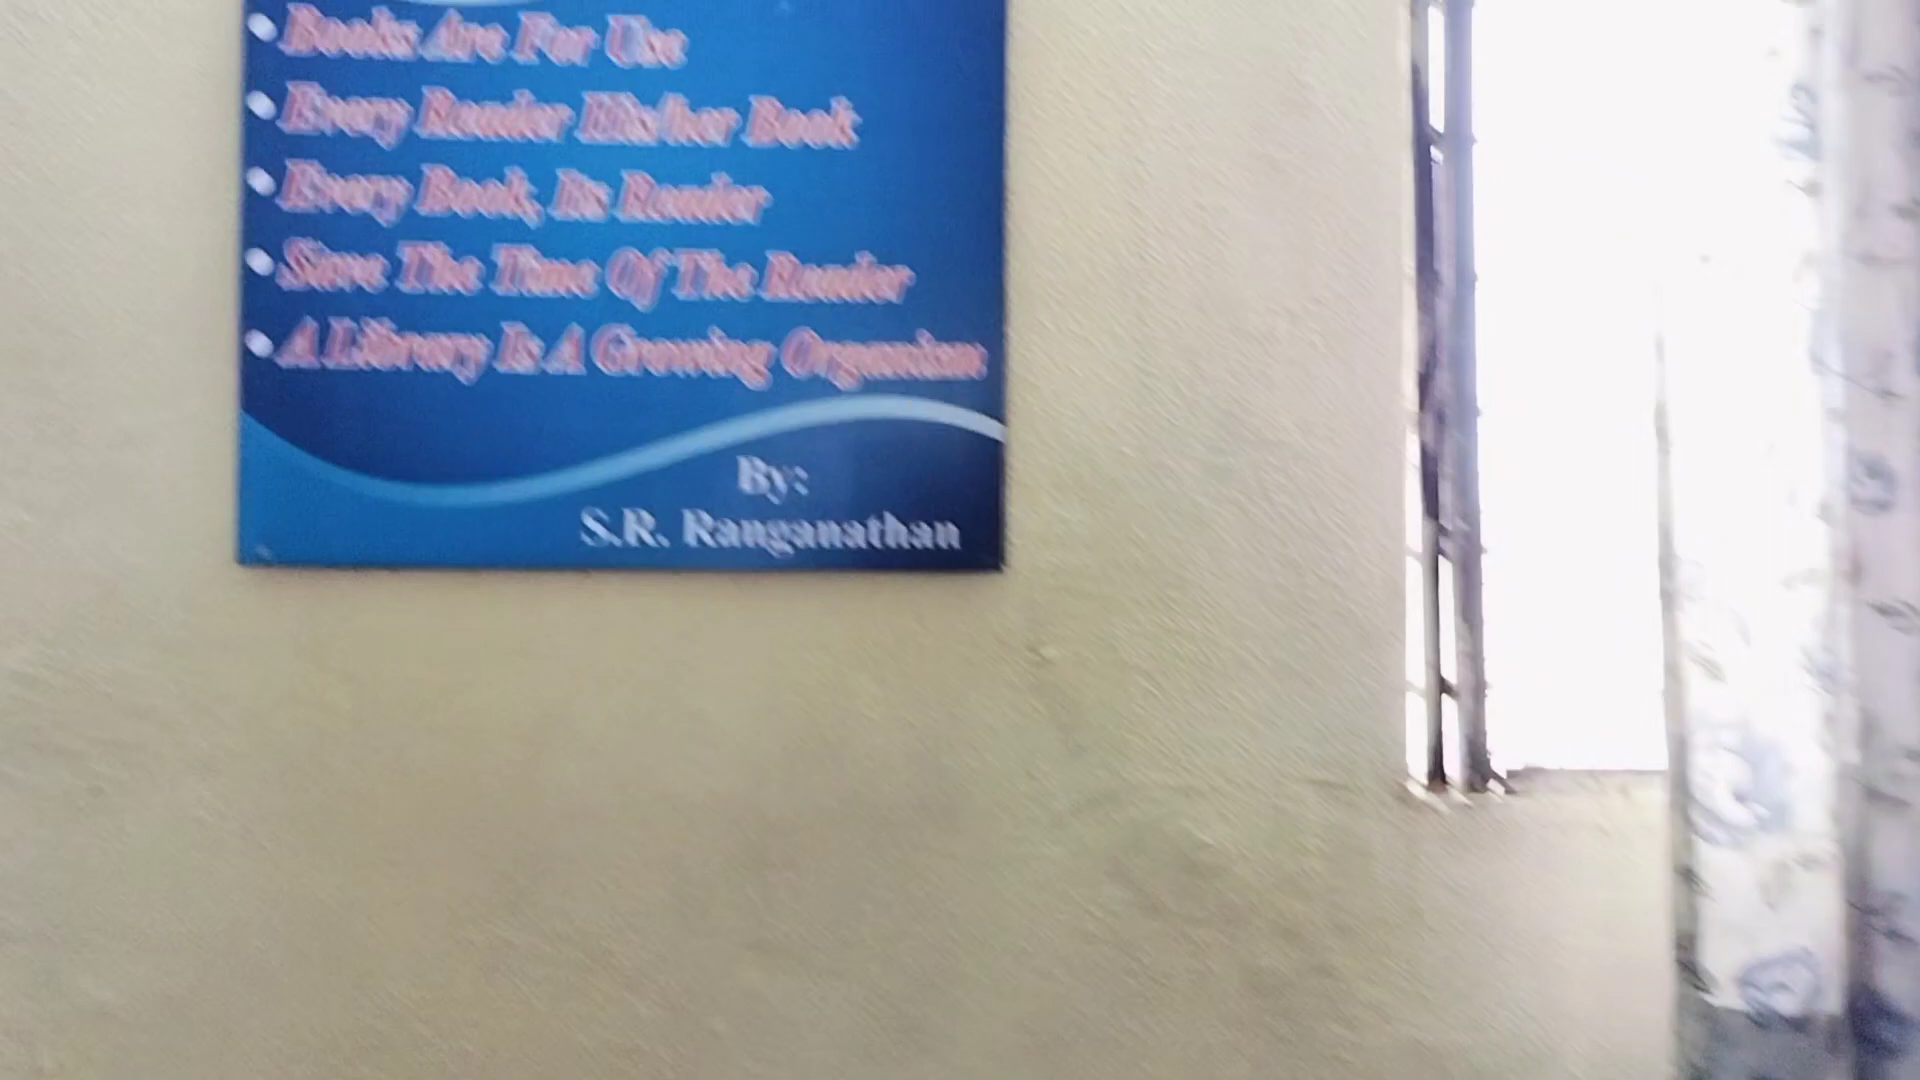 Books Are For Use
Every Reader His/her Book
Every Book, Its Reader
Save The Time Of The Reader
A Library Is A Growing Organism
By:
S.R. Ranganathan